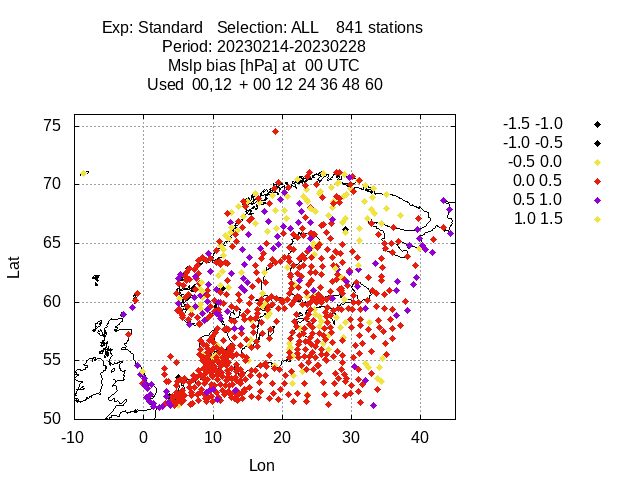 Exp: Standard   Selection: ALL    841 stations
Period: 20230214-20230228
Mslp bias [hPa] at  00 UTC
Used  00,12  + 00 12 24 36 48 60
-1.5 -1.0
-1.0 -0.5
-0.5 0.0
0.0 0.5
0.5 1.0
1.0 1.5
75
70
65
60
55
50
Lat
-10 0 10 20 30 40
Lon